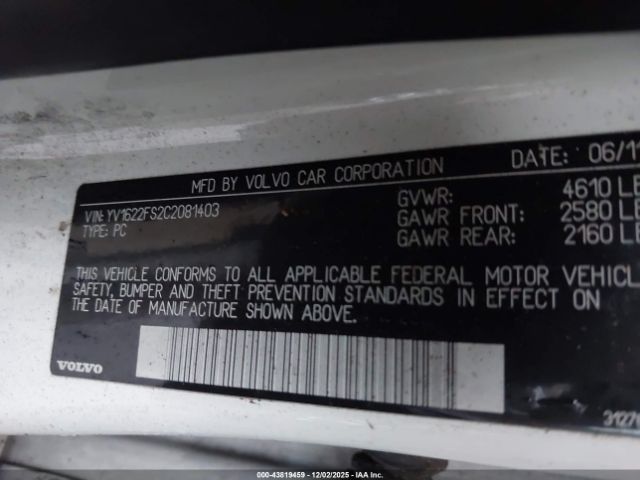 MFD BY VOLVO CAR CORPORATION DATE: 06/11
VIN: YV1622FS2C2081403
TYPE: PC
GVWR: 4610 LB
GAWR FRONT: 2580 LB
GAWR REAR: 2160 LB
THIS VEHICLE CONFORMS TO ALL APPLICABLE FEDERAL MOTOR VEHICLE
SAFETY, BUMPER AND THEFT PREVENTION STANDARDS IN EFFECT ON
THE DATE OF MANUFACTURE SHOWN ABOVE.
VOLVO
000-43819459 | 12/02/2025 - IAA Inc.